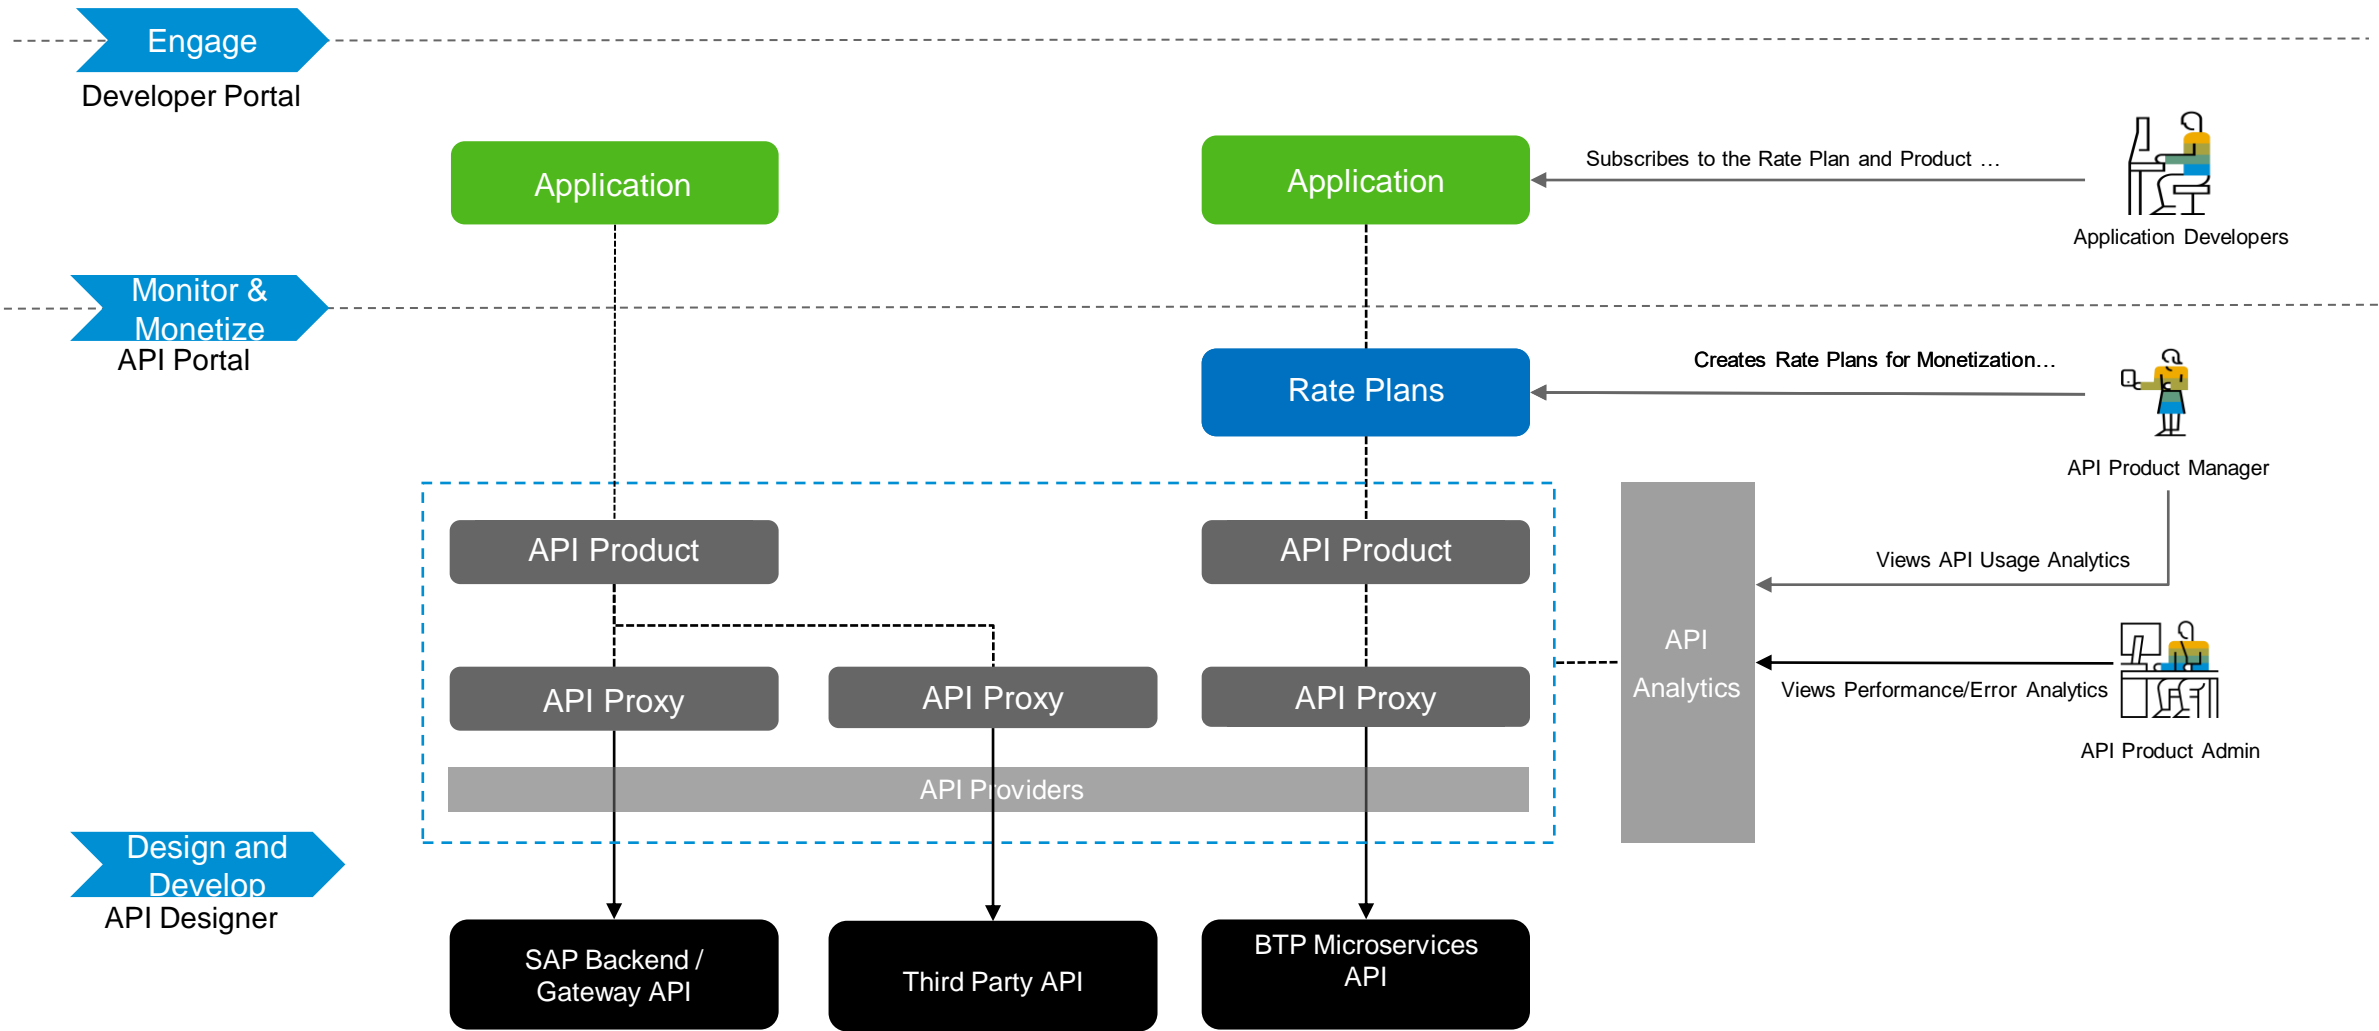 Engage
Developer Portal
Application
Application
Subscribes to the Rate Plan and Product …
Application Developers
Monitor &
Monetize
API Portal
Rate Plans
Creates Rate Plans for Monetization…
API Product Manager
API Product
API Product
Views API Usage Analytics
API
Analytics
API Proxy
API Proxy
API Proxy
Views Performance/Error Analytics
API Product Admin
API Providers
Design and
Develop
API Designer
SAP Backend /
Gateway API
Third Party API
BTP Microservices
API